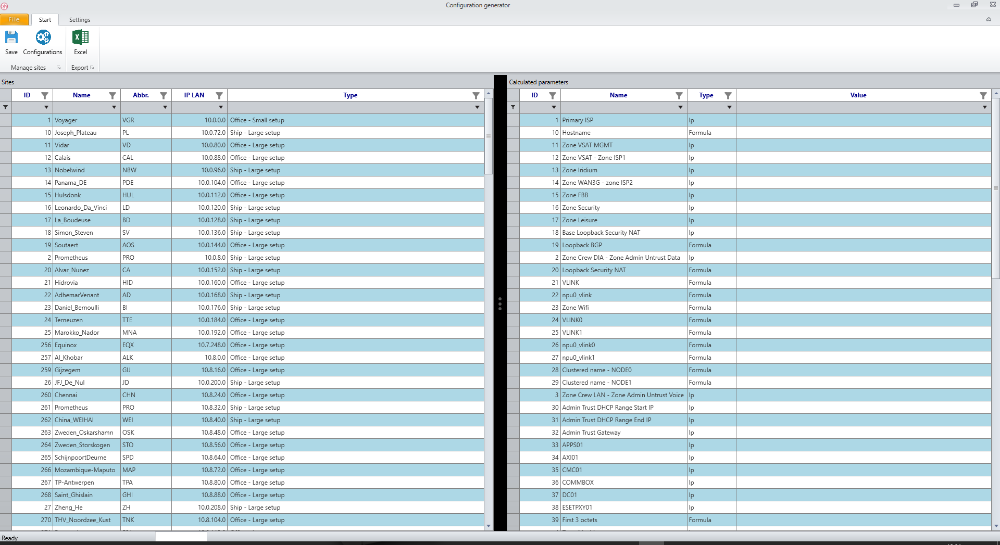 Configuration generator
File Start Settings
Save Configurations Excel
Manage sites Export
Sites
ID Name Abbr. IP LAN Type
1 Voyager VGR 10.0.0.0 Office - Small setup
10 Joseph_Plateau PL 10.0.72.0 Ship - Large setup
11 Vidar VD 10.0.80.0 Office - Large setup
12 Calais CAL 10.0.88.0 Office - Large setup
13 Nobelwind NBW 10.0.96.0 Ship - Large setup
14 Panama_DE PDE 10.0.104.0 Office - Large setup
15 Hulsdonk HUL 10.0.112.0 Office - Large setup
16 Leonardo_Da_Vinci LD 10.0.120.0 Ship - Large setup
17 La_Boudeuse BD 10.0.128.0 Ship - Large setup
18 Simon_Steven SV 10.0.136.0 Ship - Large setup
19 Soutaert AOS 10.0.144.0 Office - Large setup
2 Prometheus PRO 10.0.8.0 Ship - Large setup
20 Alvar_Nunez CA 10.0.152.0 Ship - Large setup
21 Hidrovia HID 10.0.160.0 Office - Large setup
22 AdhemarVenant AD 10.0.168.0 Ship - Large setup
23 Daniel_Bernoulli BI 10.0.176.0 Ship - Large setup
24 Terneuzen TTE 10.0.184.0 Office - Large setup
25 Marokko_Nador MNA 10.0.192.0 Office - Large setup
256 Equinox EQX 10.7.248.0 Office - Large setup
257 Al_Khobar ALK 10.8.0.0 Office - Large setup
259 Gijzegem GIJ 10.8.16.0 Office - Large setup
26 JFJ_De_Nul JD 10.0.200.0 Ship - Large setup
260 Chennai CHN 10.8.24.0 Office - Large setup
261 Prometheus PRO 10.8.32.0 Ship - Large setup
262 China_WEIHAI WEI 10.8.40.0 Ship - Large setup
263 Zweden_Oskarshamn OSK 10.8.48.0 Office - Large setup
264 Zweden_Storskogen STO 10.8.56.0 Office - Large setup
265 SchijnpoortDeurne SPD 10.8.64.0 Office - Large setup
266 Mozambique-Maputo MAP 10.8.72.0 Office - Large setup
267 TP-Antwerpen TPA 10.8.80.0 Office - Large setup
268 Saint_Ghislain GHI 10.8.88.0 Office - Large setup
27 Zheng_He ZH 10.0.208.0 Ship - Large setup
270 THV_Noordzee_Kust TNK 10.8.104.0 Office - Large setup
Calculated parameters
ID Name Type Value
1 Primary ISP Ip
10 Hostname Formula
11 Zone VSAT MGMT Ip
12 Zone VSAT - Zone ISP1 Ip
13 Zone Iridium Ip
14 Zone WAN3G - zone ISP2 Ip
15 Zone FBB Ip
16 Zone Security Ip
17 Zone Leisure Ip
18 Base Loopback Security NAT Ip
19 Loopback BGP Formula
2 Zone Crew DIA - Zone Admin Untrust Data Ip
20 Loopback Security NAT Formula
21 VLINK Formula
22 npu0_vlink Formula
23 Zone Wifi Formula
24 VLINK0 Formula
25 VLINK1 Formula
26 npu0_vlink0 Formula
27 npu0_vlink1 Formula
28 Clustered name - NODE0 Formula
29 Clustered name - NODE1 Formula
3 Zone Crew LAN - Zone Admin Untrust Voice Ip
30 Admin Trust DHCP Range Start IP Ip
31 Admin Trust DHCP Range End IP Ip
32 Admin Trust Gateway Ip
33 APPS01 Ip
34 AXI01 Ip
35 CMC01 Ip
36 COMMBOX Ip
37 DC01 Ip
38 ESETPXY01 Ip
39 First 3 octets Formula
Ready